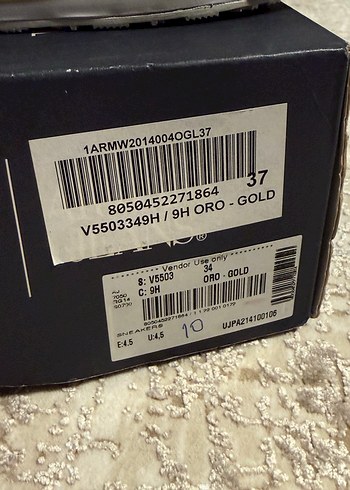 1ARMW2014004OGL37
37
8050452271864
V5503349H / 9H ORO - GOLD
Vendor Use only
S: V5503 34
C: 9H ORO - GOLD
SNEAKERS
E:4,5 U:4,5 10 UJPA214100106